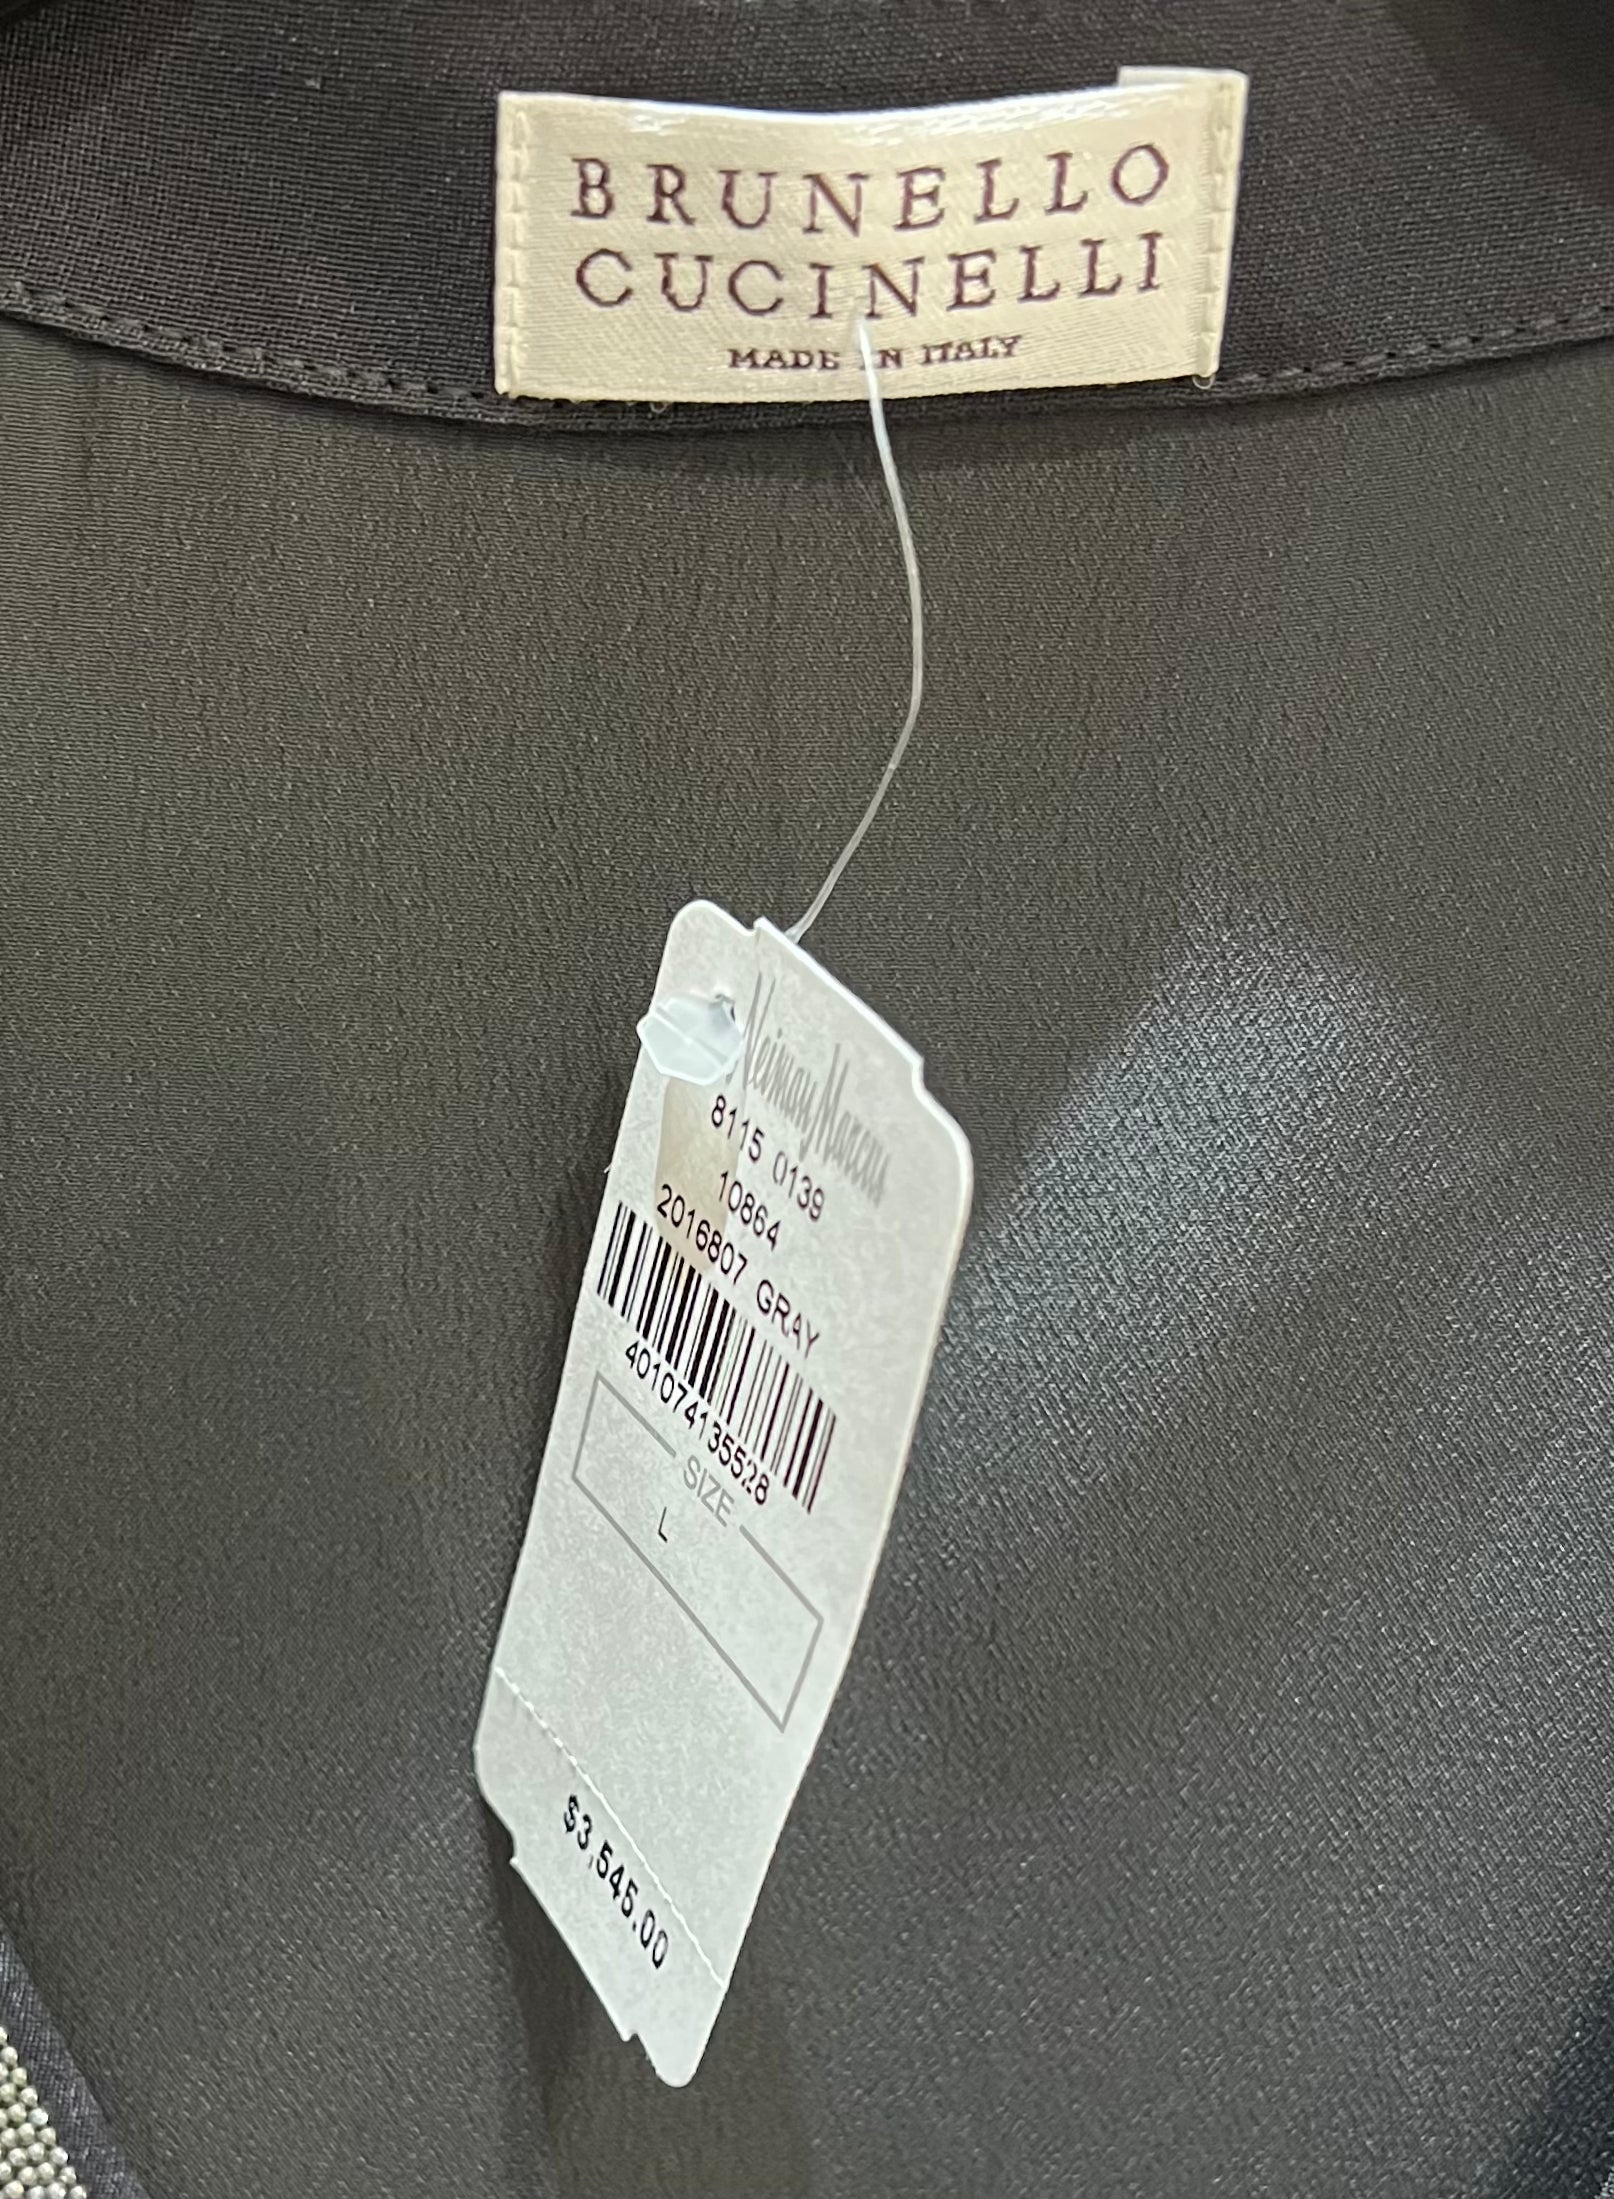 BRUNELLO
CUCINELLI
MADE IN ITALY
Neiman Marcus
8115 0139
10864
2016807 GRAY
401074135528
SIZE
L
$3,545.00